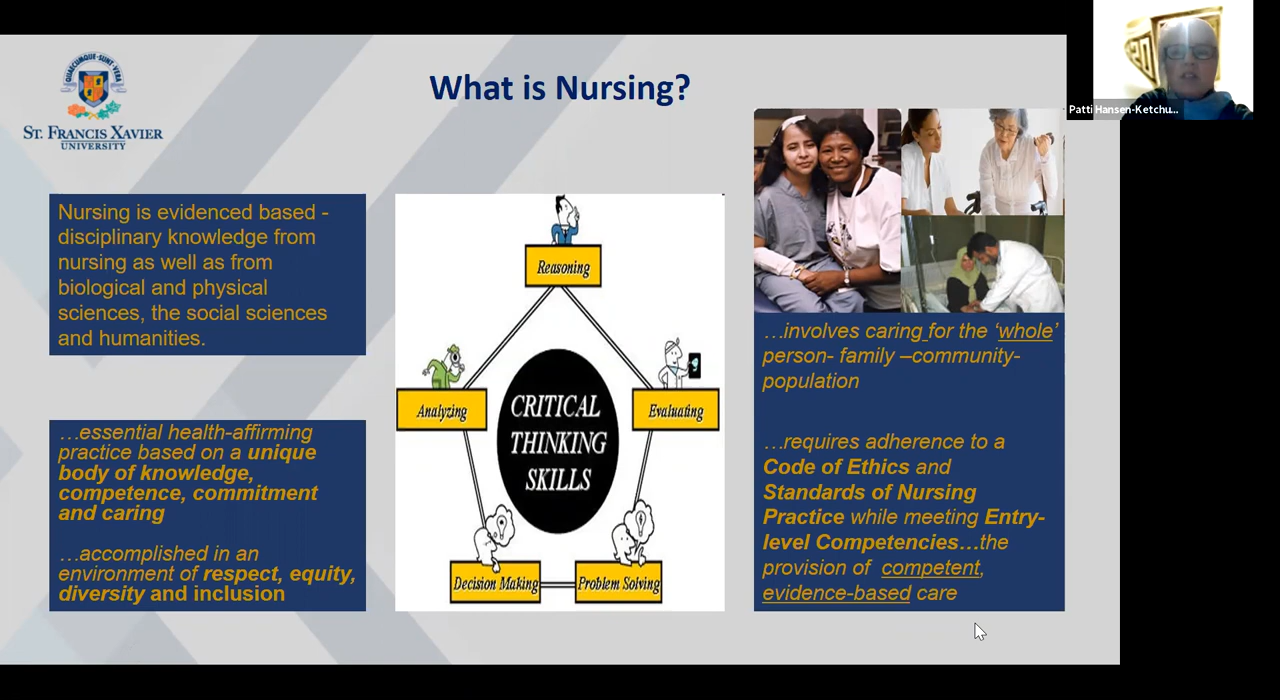 What is Nursing?
QUAECUMQUE SUNT VERA
ST. FRANCIS XAVIER
UNIVERSITY
Patti Hansen-Ketchu...
Nursing is evidenced based -
disciplinary knowledge from
nursing as well as from
biological and physical
sciences, the social sciences
and humanities.
…essential health-affirming
practice based on a unique
body of knowledge,
competence, commitment
and caring
…accomplished in an
environment of respect, equity,
diversity and inclusion
Reasoning
Analyzing
Evaluating
CRITICAL
THINKING
SKILLS
Decision Making
Problem Solving
…involves caring for the ‘whole’
person- family –community-
population
…requires adherence to a
Code of Ethics and
Standards of Nursing
Practice while meeting Entry-
level Competencies…the
provision of competent,
evidence-based care